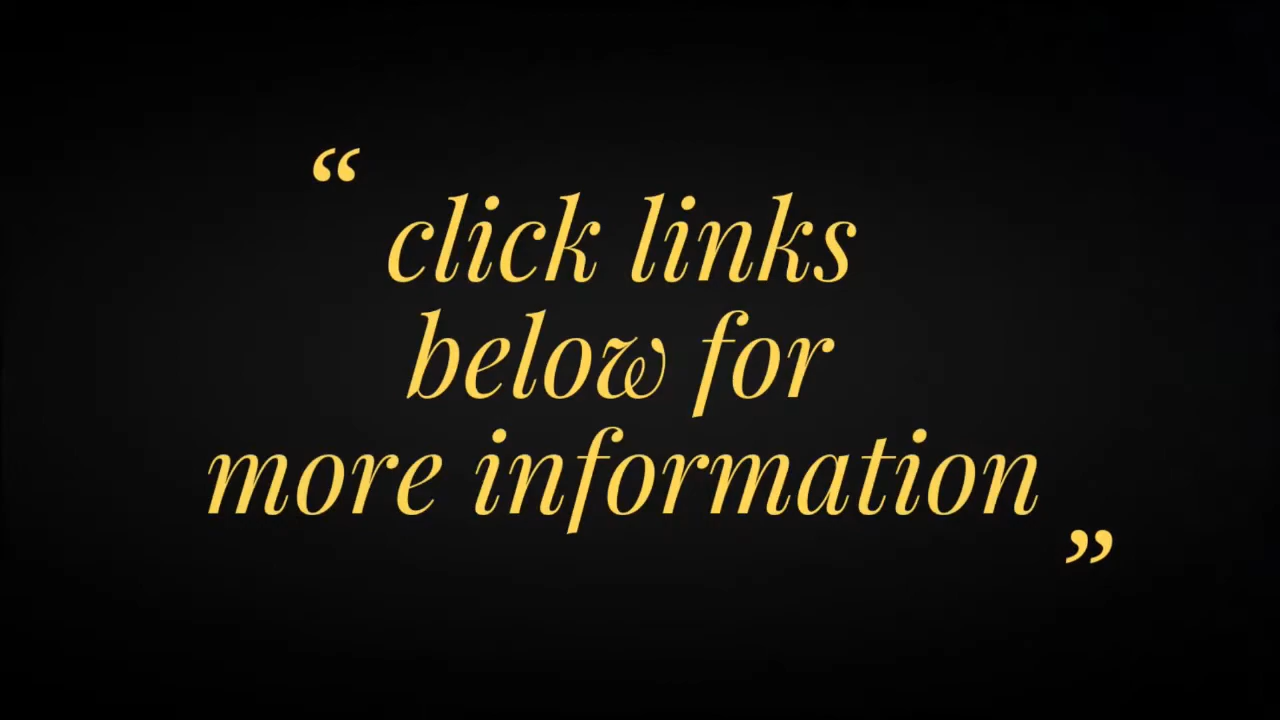 “ click links
below for
more information ”